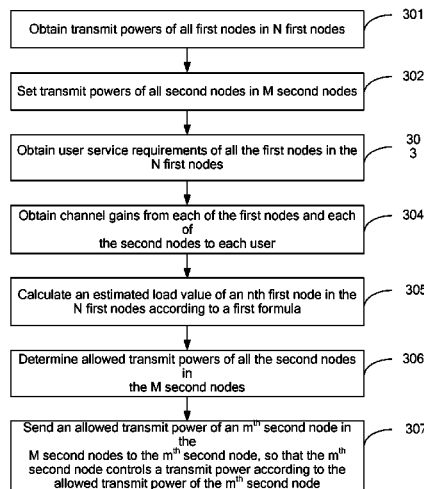 Obtain transmit powers of all first nodes in N first nodes
301
Set transmit powers of all second nodes in M second nodes
302
Obtain user service requirements of all the first nodes in the
N first nodes
30
3
Obtain channel gains from each of the first nodes and each
of
the second nodes to each user
304
Calculate an estimated load value of an nth first node in the
N first nodes according to a first formula
305
Determine allowed transmit powers of all the second nodes
in
the M second nodes
306
Send an allowed transmit power of an mth second node in
the
M second nodes to the mth second node, so that the mth
second node controls a transmit power according to the
allowed transmit power of the mth second node
307